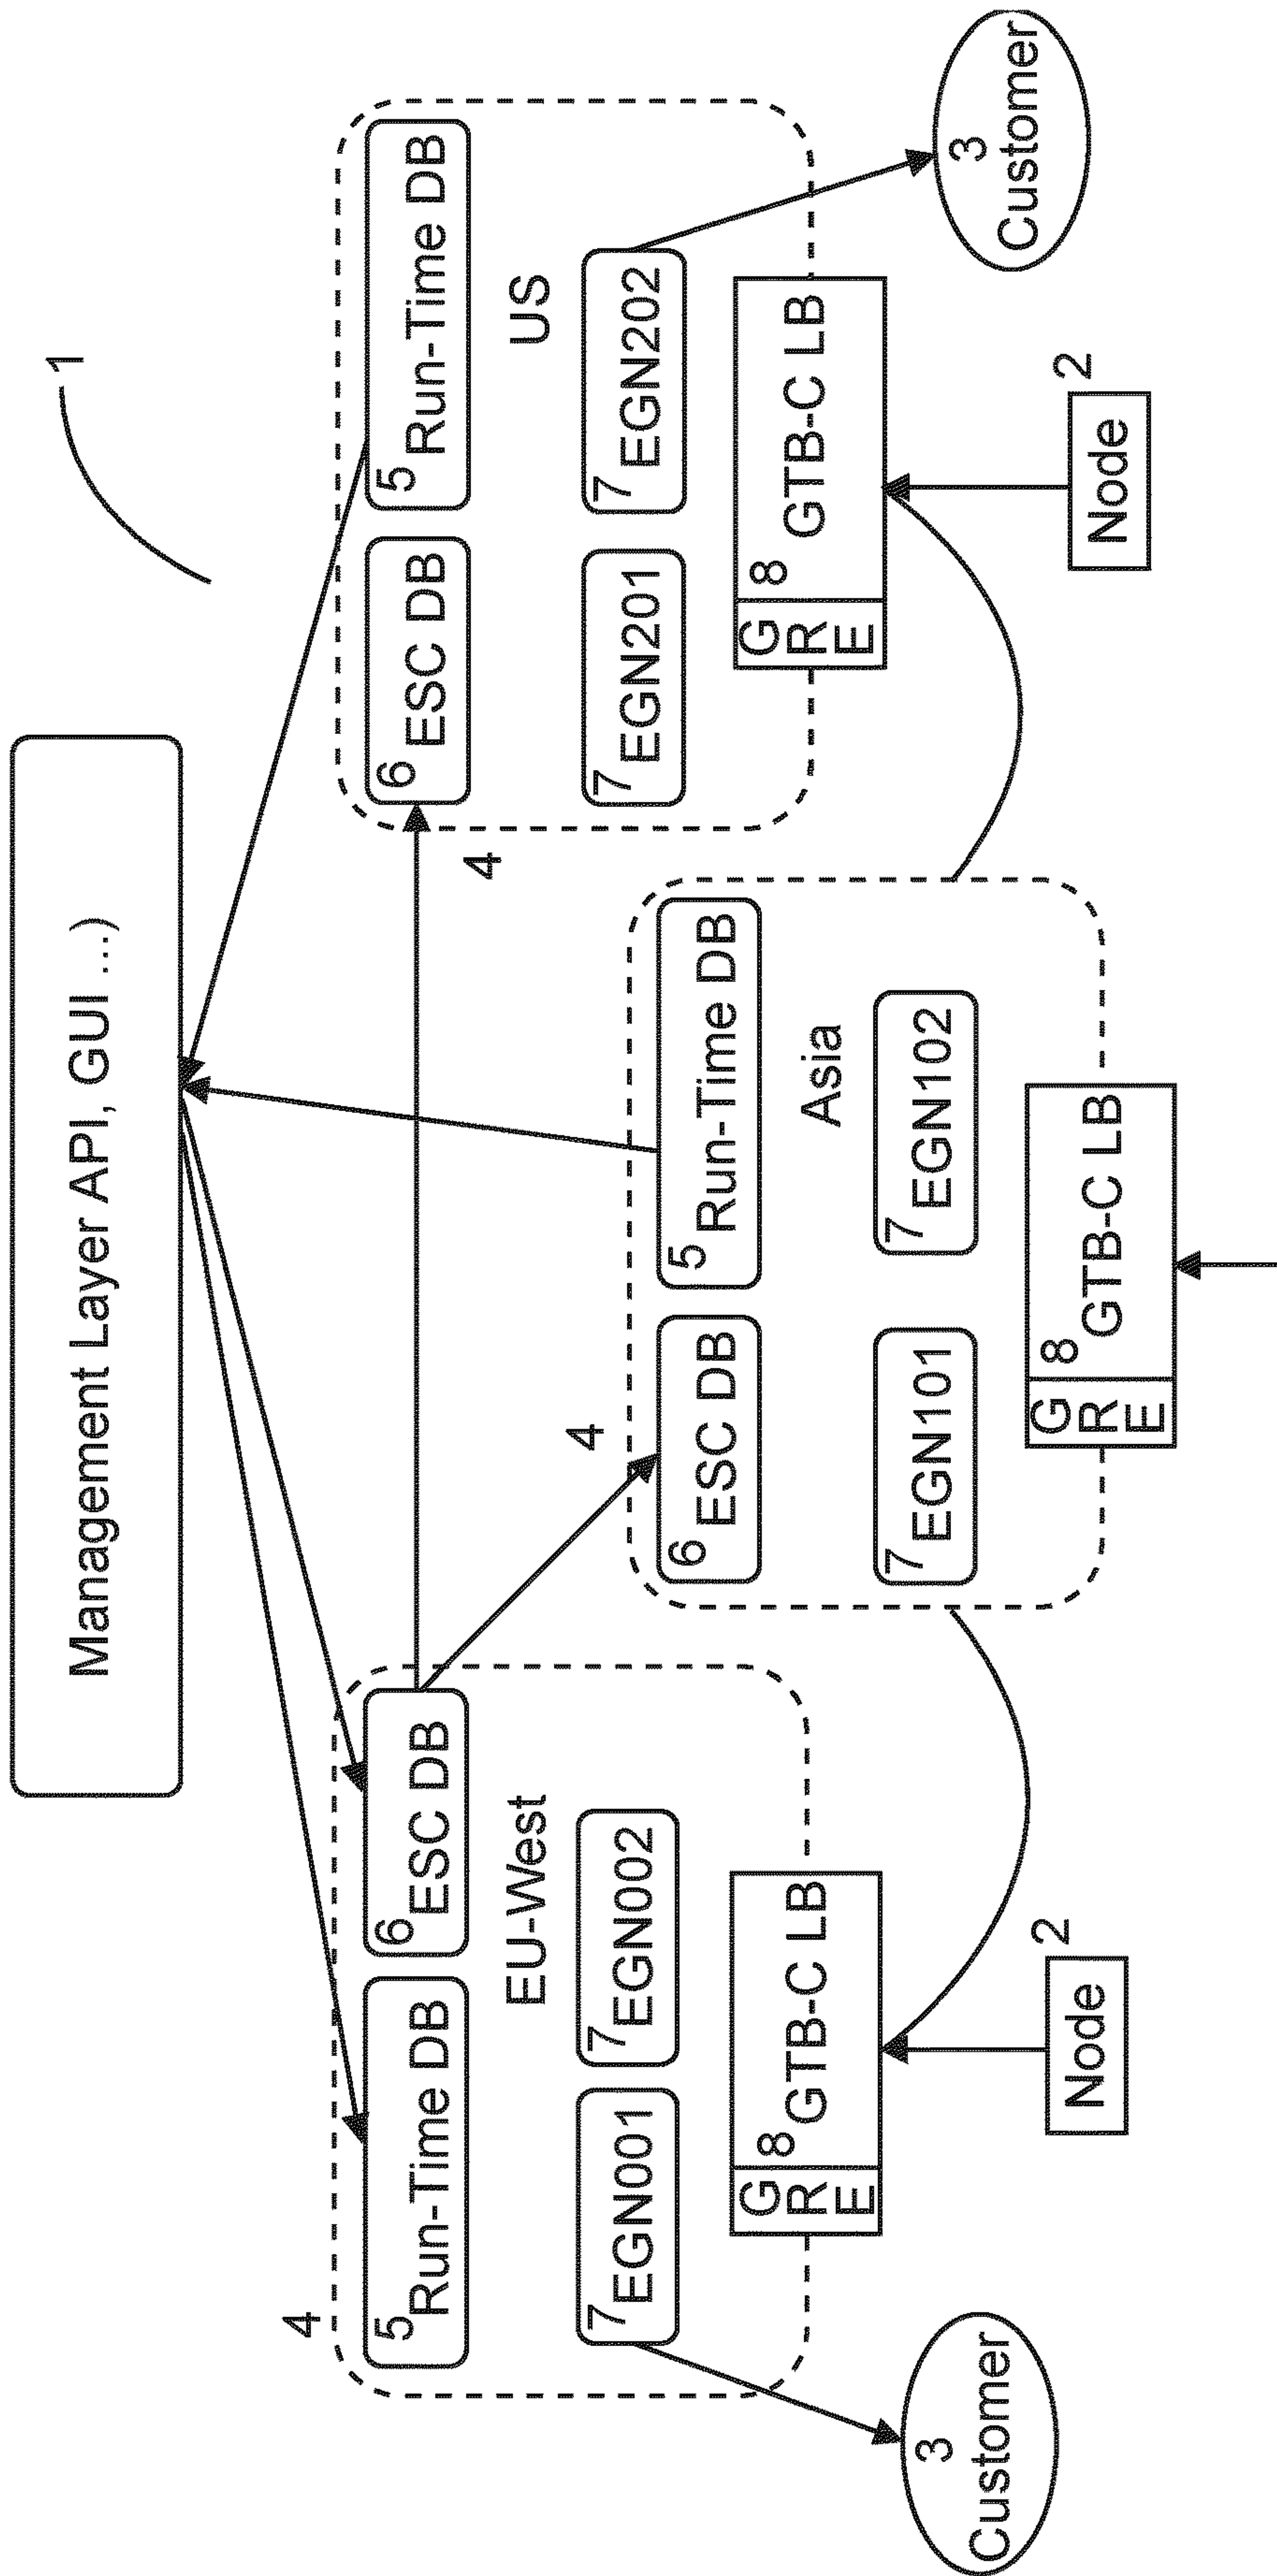 1
Management Layer API, GUI ...)
4
5 Run-Time DB
6 ESC DB
EU-West
7 EGN001
7 EGN002
G
R
E
8 GTB-C LB
3
Customer
Node
2
4
6 ESC DB
5 Run-Time DB
Asia
7 EGN101
7 EGN102
G
R
E
8 GTB-C LB
4
6 ESC DB
5 Run-Time DB
US
7 EGN201
7 EGN202
G
R
E
8 GTB-C LB
Node
2
3
Customer